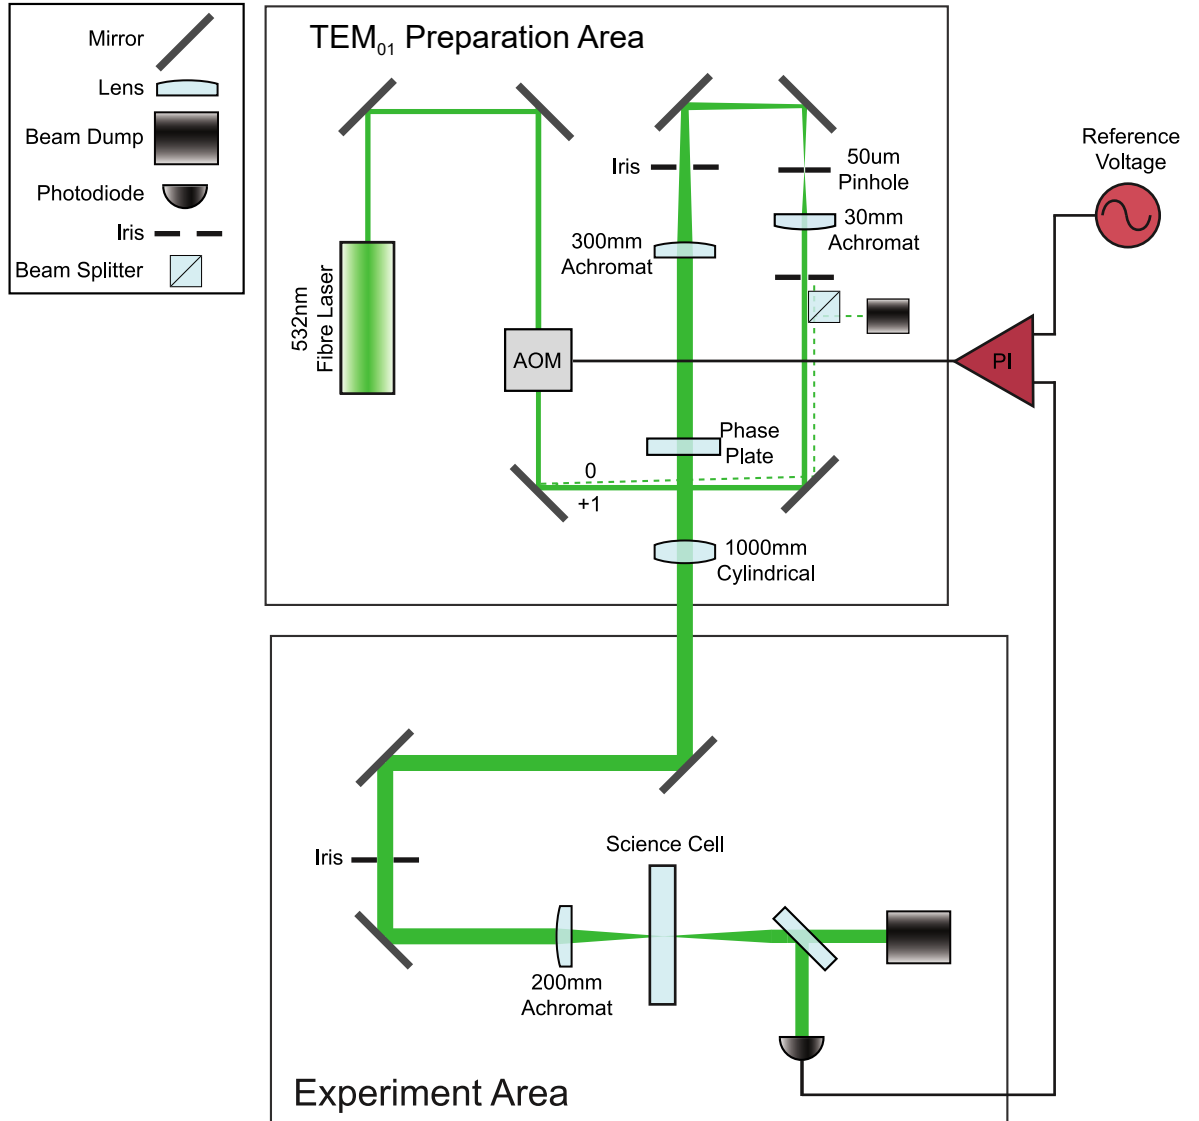 Mirror
Lens
Beam Dump
Photodiode
Iris
Beam Splitter
TEM₀₁ Preparation Area
532nm
Fibre Laser
AOM
Iris
300mm
Achromat
50um
Pinhole
30mm
Achromat
Phase
Plate
0
+1
1000mm
Cylindrical
Reference
Voltage
PI
Iris
Science Cell
200mm
Achromat
Experiment Area